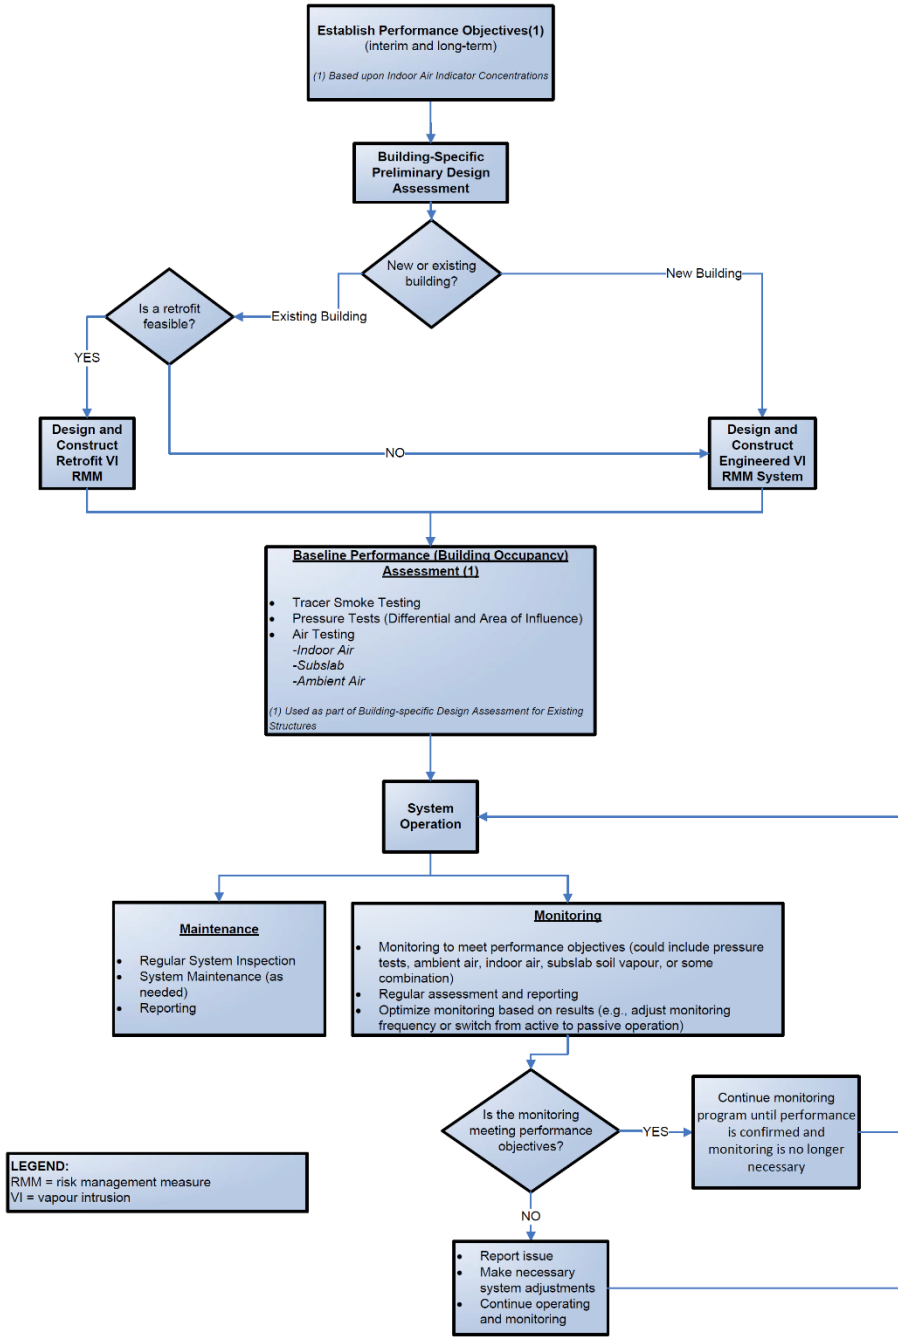 Establish Performance Objectives(1)
(interim and long-term)
(1) Based upon Indoor Air Indicator Concentrations
Building-Specific
Preliminary Design
Assessment
New or existing
building?
New Building
Is a retrofit
feasible?
Existing Building
YES
Design and
Construct
Retrofit VI
RMM
NO
Design and
Construct
Engineered VI
RMM System
Baseline Performance (Building Occupancy)
Assessment (1)
• Tracer Smoke Testing
• Pressure Tests (Differential and Area of Influence)
• Air Testing
-Indoor Air
-Subslab
-Ambient Air
(1) Used as part of Building-specific Design Assessment for Existing
Structures
System
Operation
Maintenance
• Regular System Inspection
• System Maintenance (as
needed)
• Reporting
Monitoring
• Monitoring to meet performance objectives (could include pressure
tests, ambient air, indoor air, subslab soil vapour, or some
combination)
• Regular assessment and reporting
• Optimize monitoring based on results (e.g., adjust monitoring
frequency or switch from active to passive operation)
Is the monitoring
meeting performance
objectives?
YES
Continue monitoring
program until performance
is confirmed and
monitoring is no longer
necessary
LEGEND:
RMM = risk management measure
VI = vapour intrusion
NO
• Report issue
• Make necessary
system adjustments
• Continue operating
and monitoring